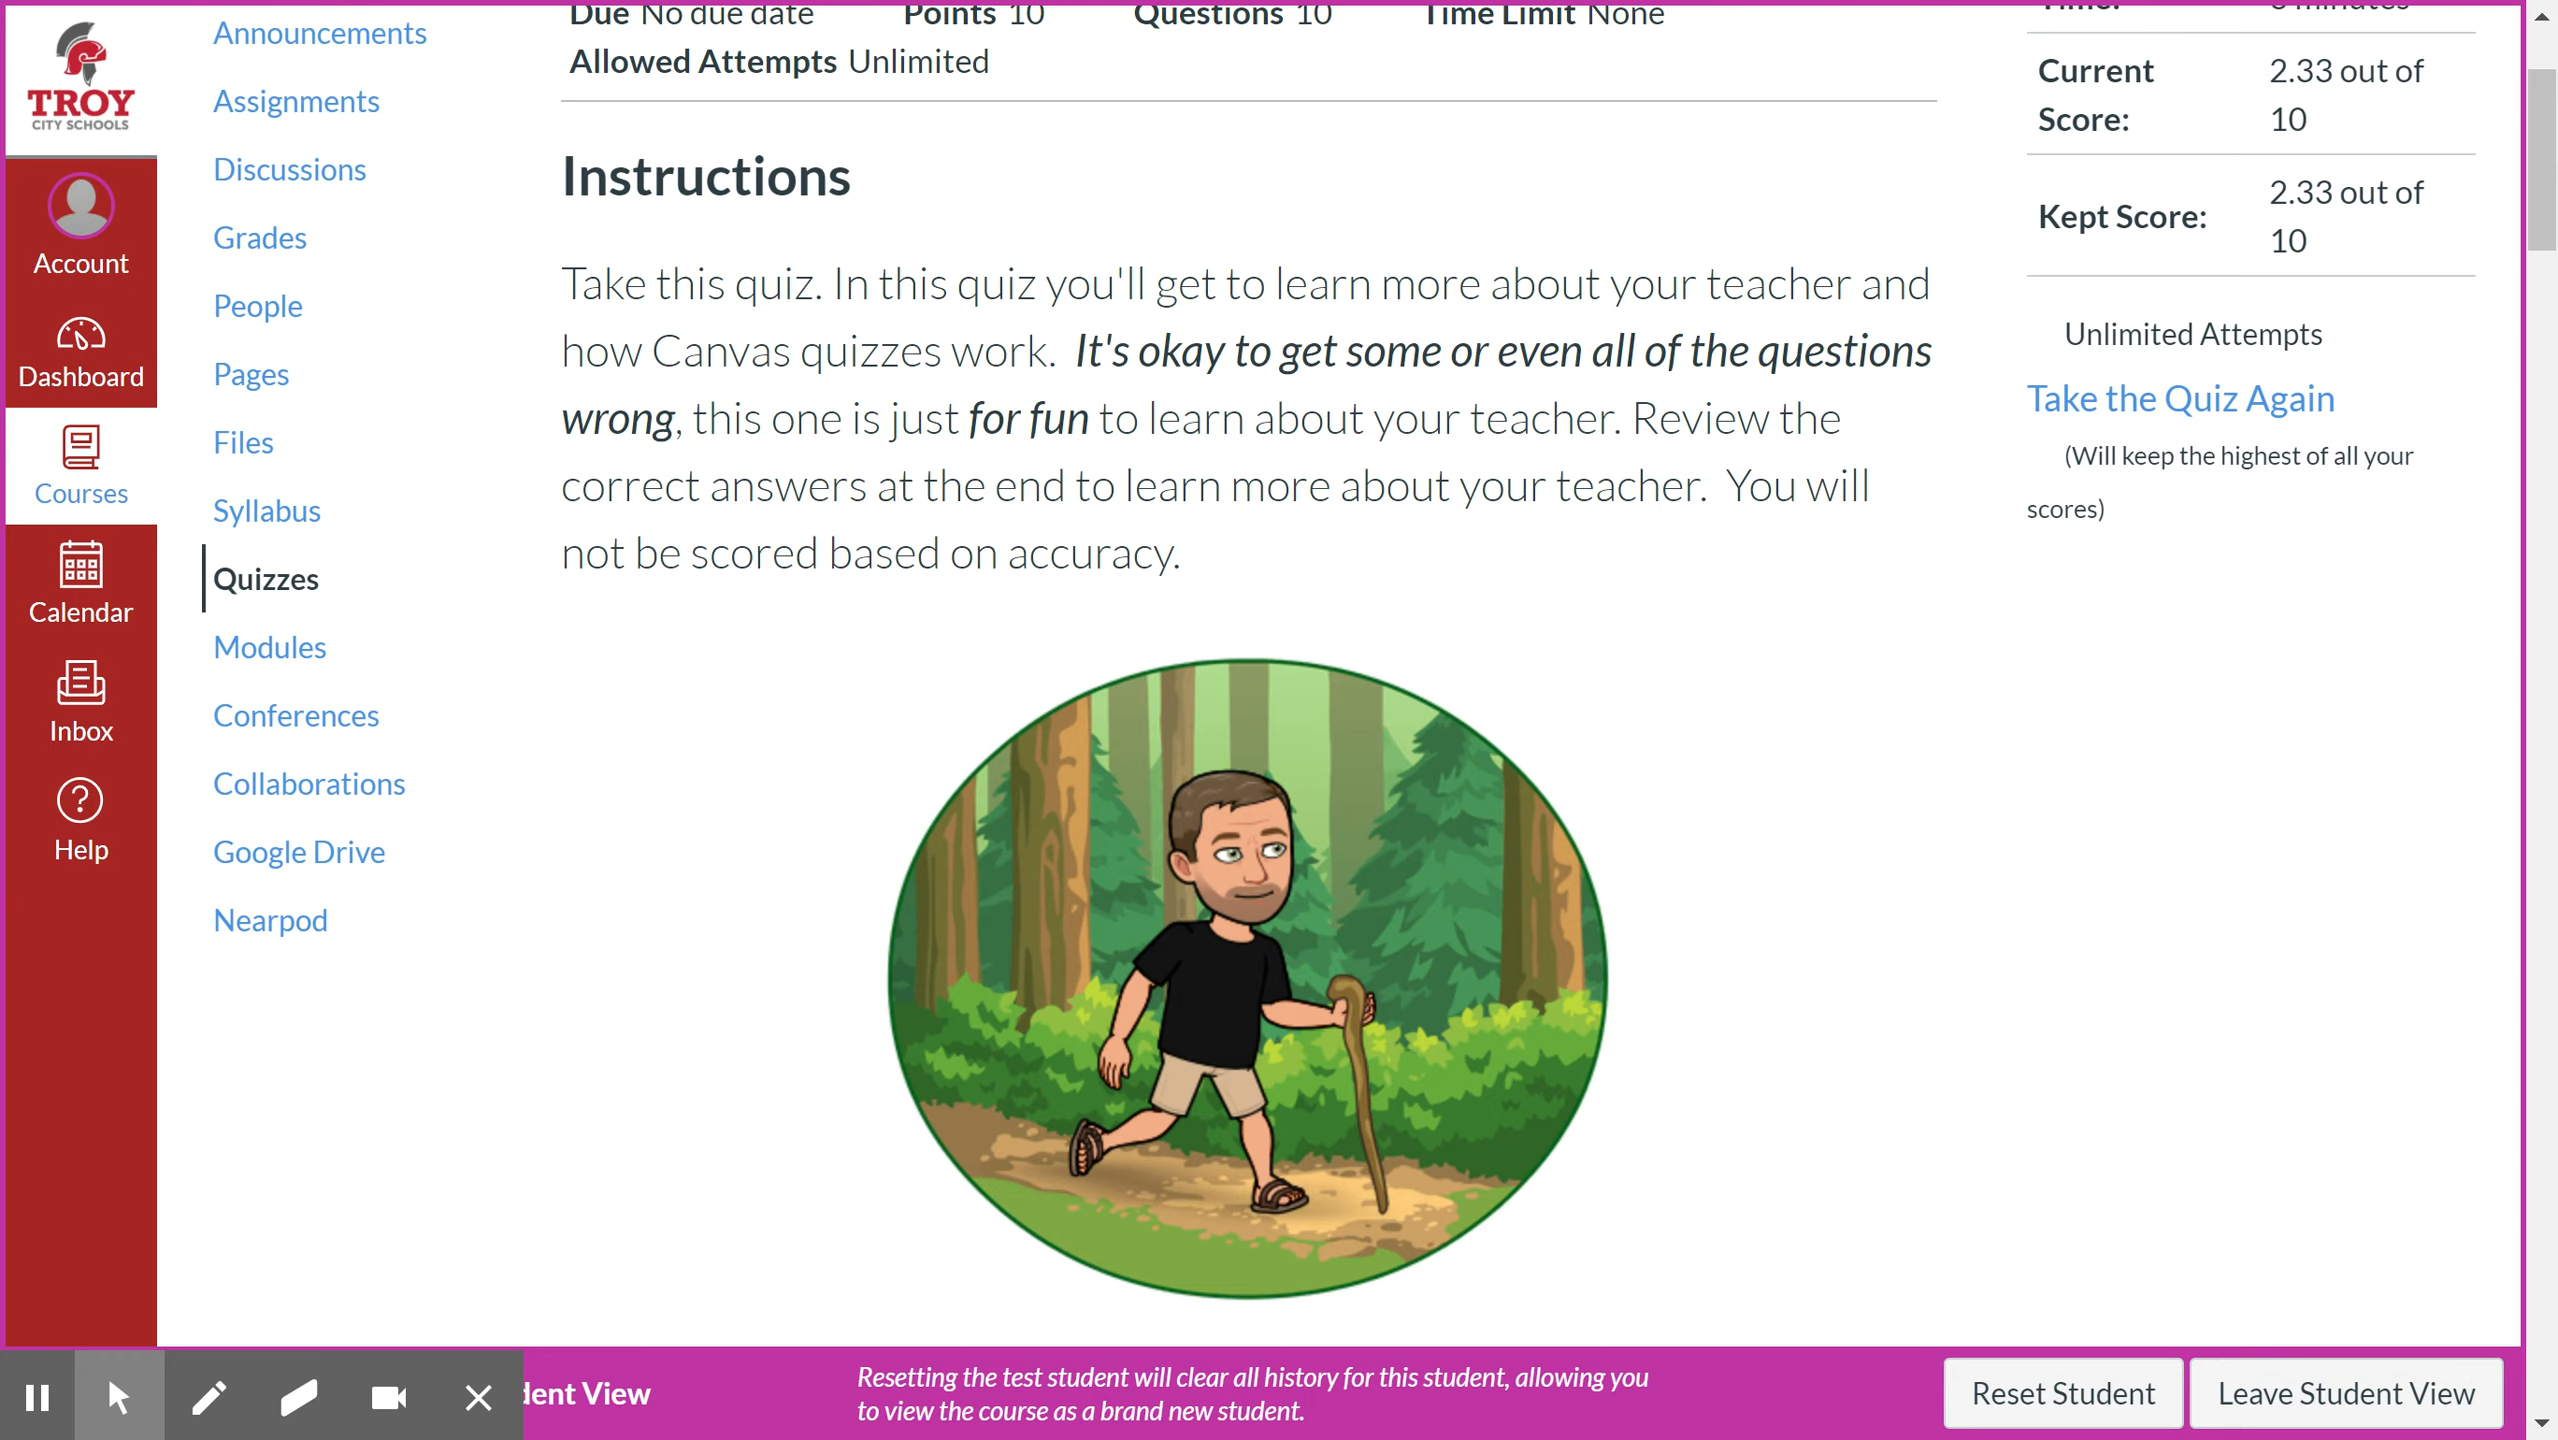 TROY
CITY SCHOOLS
Account
Dashboard
Courses
Calendar
Inbox
Help
Announcements
Assignments
Discussions
Grades
People
Pages
Files
Syllabus
Quizzes
Modules
Conferences
Collaborations
Google Drive
Nearpod
Due No due date Points 10 Questions 10 Time Limit None
Allowed Attempts Unlimited
Instructions
Take this quiz. In this quiz you'll get to learn more about your teacher and
how Canvas quizzes work. It's okay to get some or even all of the questions
wrong, this one is just for fun to learn about your teacher. Review the
correct answers at the end to learn more about your teacher. You will
not be scored based on accuracy.
Current 2.33 out of
Score: 10
Kept Score: 2.33 out of
10
Unlimited Attempts
Take the Quiz Again
(Will keep the highest of all your
scores)
dent View
Resetting the test student will clear all history for this student, allowing you
to view the course as a brand new student.
Reset Student
Leave Student View